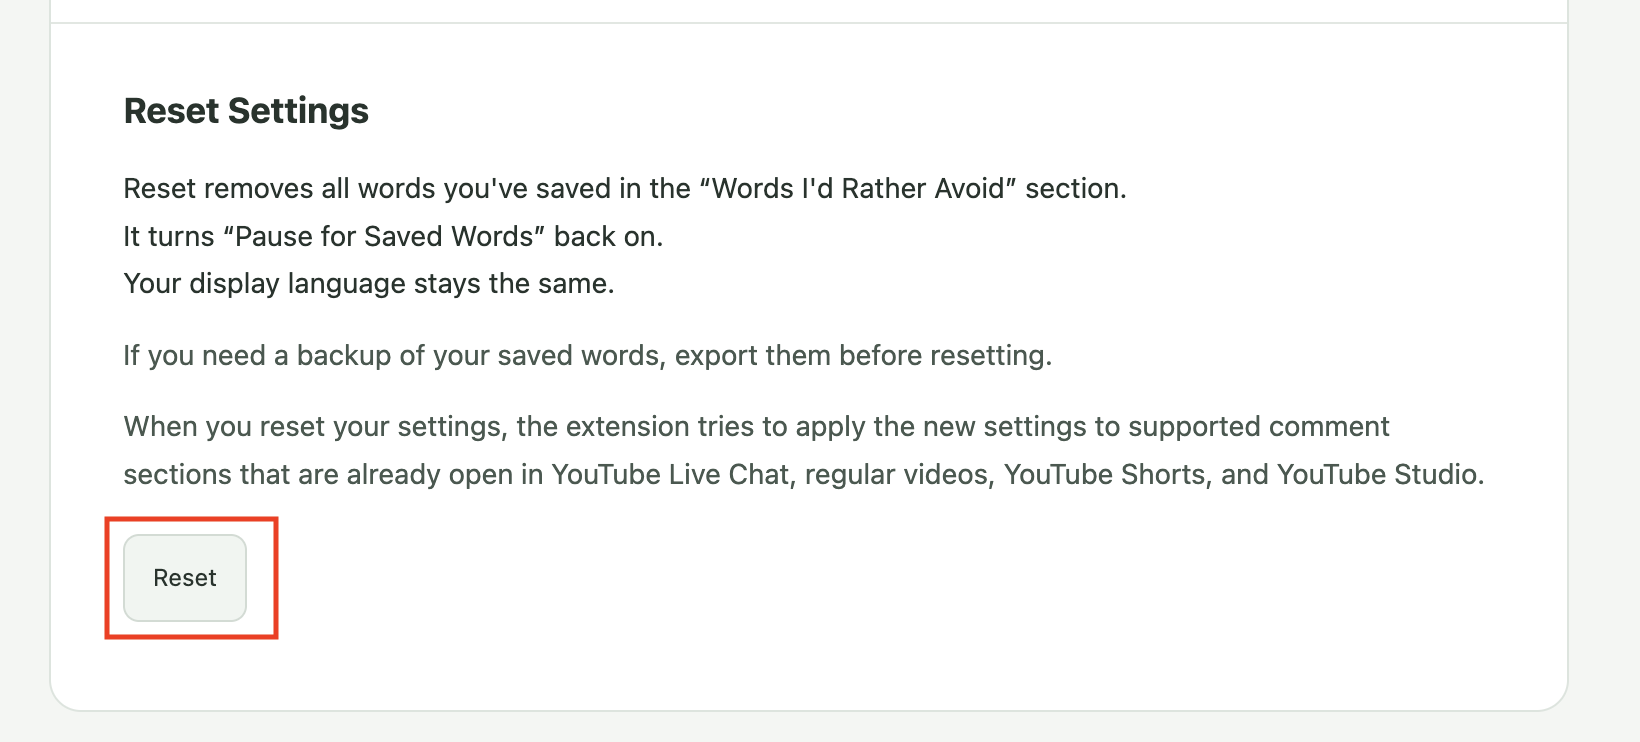 Reset Settings
Reset removes all words you've saved in the “Words I'd Rather Avoid” section.
It turns “Pause for Saved Words” back on.
Your display language stays the same.
If you need a backup of your saved words, export them before resetting.
When you reset your settings, the extension tries to apply the new settings to supported comment
sections that are already open in YouTube Live Chat, regular videos, YouTube Shorts, and YouTube Studio.
Reset